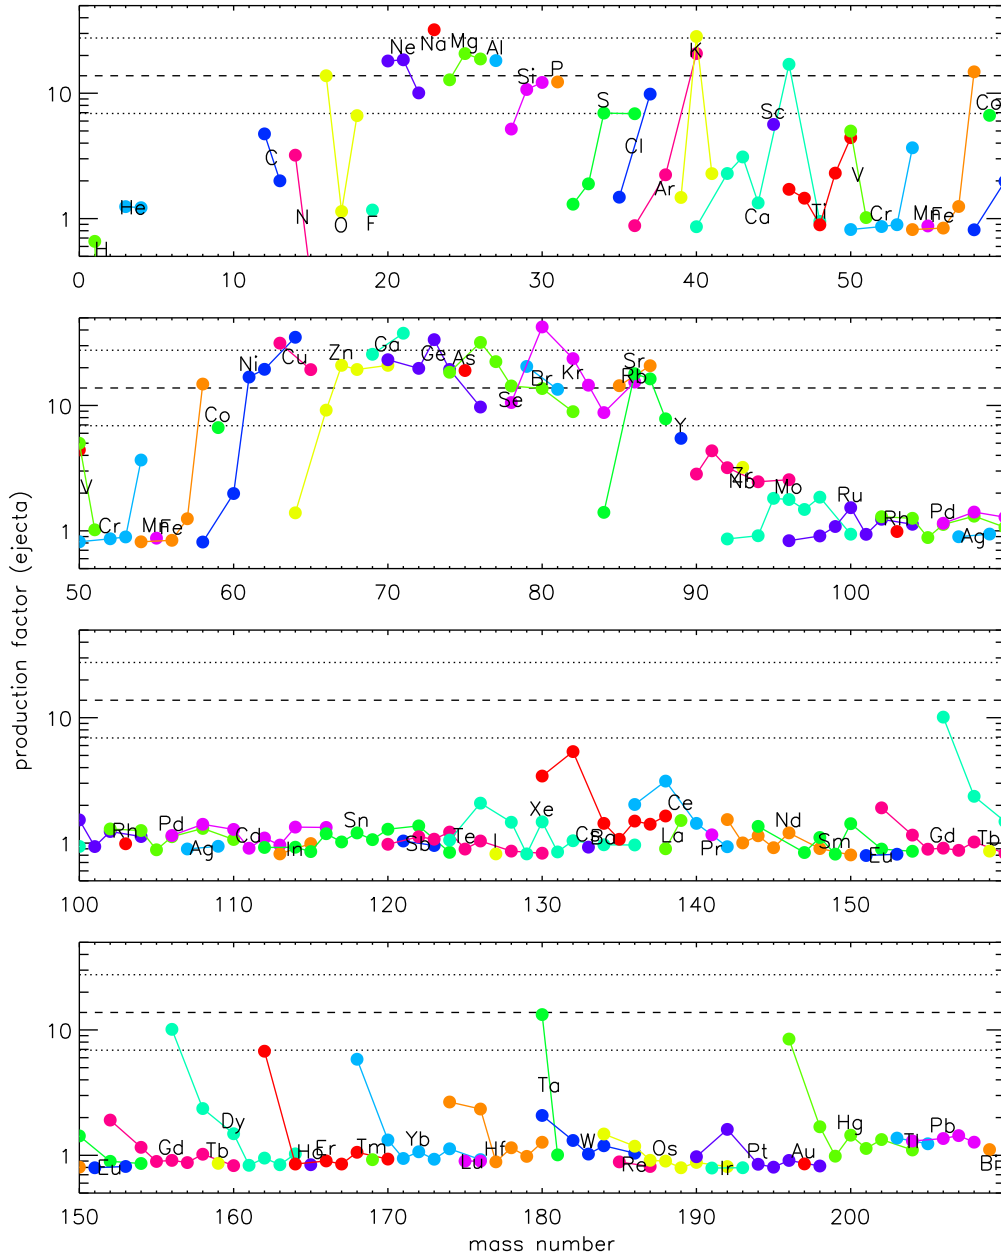 10
1
He
H
C
N
O
F
Ne
Na
Mg
Al
Si
P
S
Cl
Ar
K
Ca
Sc
Ti
V
Cr
Mn
Fe
Co
0 10 20 30 40 50
10
1
V
Cr
Mn
Fe
Co
Ni
Cu
Zn
Ga
Ge
As
Se
Br
Kr
Rb
Sr
Y
Zr
Nb
Mo
Ru
Rh
Pd
Ag
50 60 70 80 90 100
production factor (ejecta)
10
1
Rh
Pd
Ag
Cd
In
Sn
Sb
Te
I
Xe
Cs
Ba
La
Ce
Pr
Nd
Sm
Eu
Gd
Tb
100 110 120 130 140 150
10
1
Eu
Gd
Tb
Dy
Ho
Er
Tm
Yb
Lu
Hf
Ta
W
Re
Os
Ir
Pt
Au
Hg
Tl
Pb
150 160 170 180 190 200
mass number